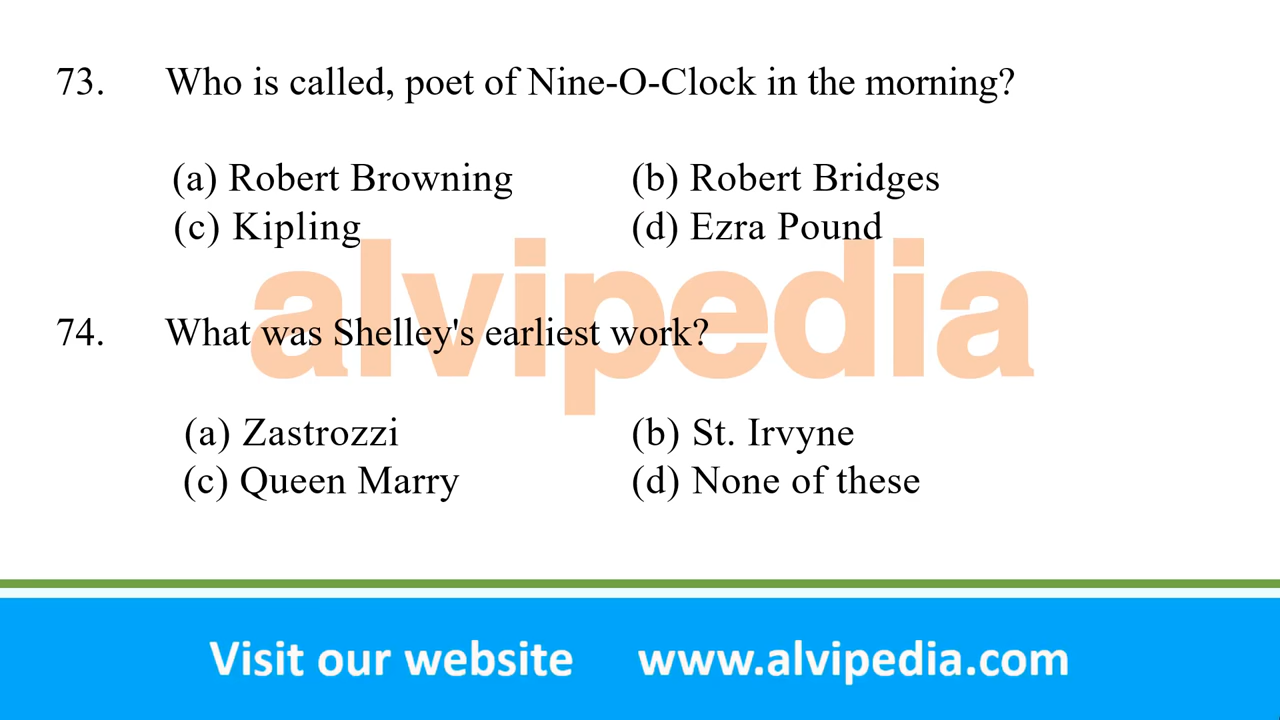 73. Who is called, poet of Nine-O-Clock in the morning?
(a) Robert Browning (b) Robert Bridges
(c) Kipling (d) Ezra Pound
alvipedia
74. What was Shelley's earliest work?
(a) Zastrozzi (b) St. Irvyne
(c) Queen Marry (d) None of these
Visit our website www.alvipedia.com